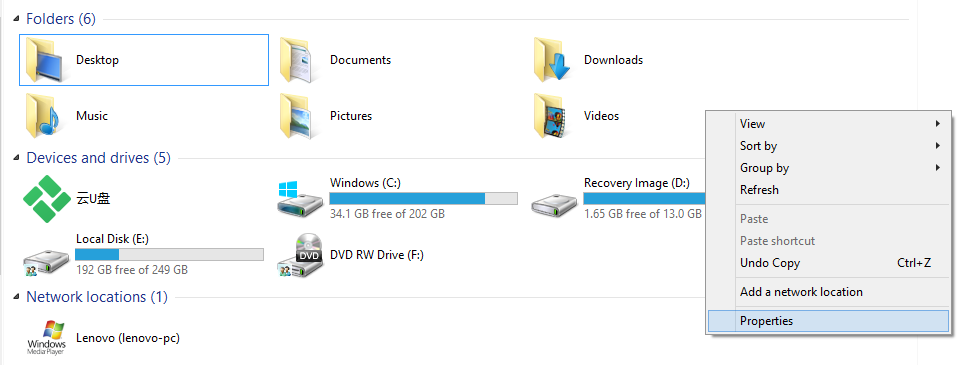 Folders (6)
Desktop
Documents
Downloads
Music
Pictures
Videos
Devices and drives (5)
云U盘
Windows (C:)
34.1 GB free of 202 GB
Recovery Image (D:)
1.65 GB free of 13.0 GB
Local Disk (E:)
192 GB free of 249 GB
DVD
DVD RW Drive (F:)
Network locations (1)
Windows
Media Player
Lenovo (lenovo-pc)
View
Sort by
Group by
Refresh
Paste
Paste shortcut
Undo Copy Ctrl+Z
Add a network location
Properties